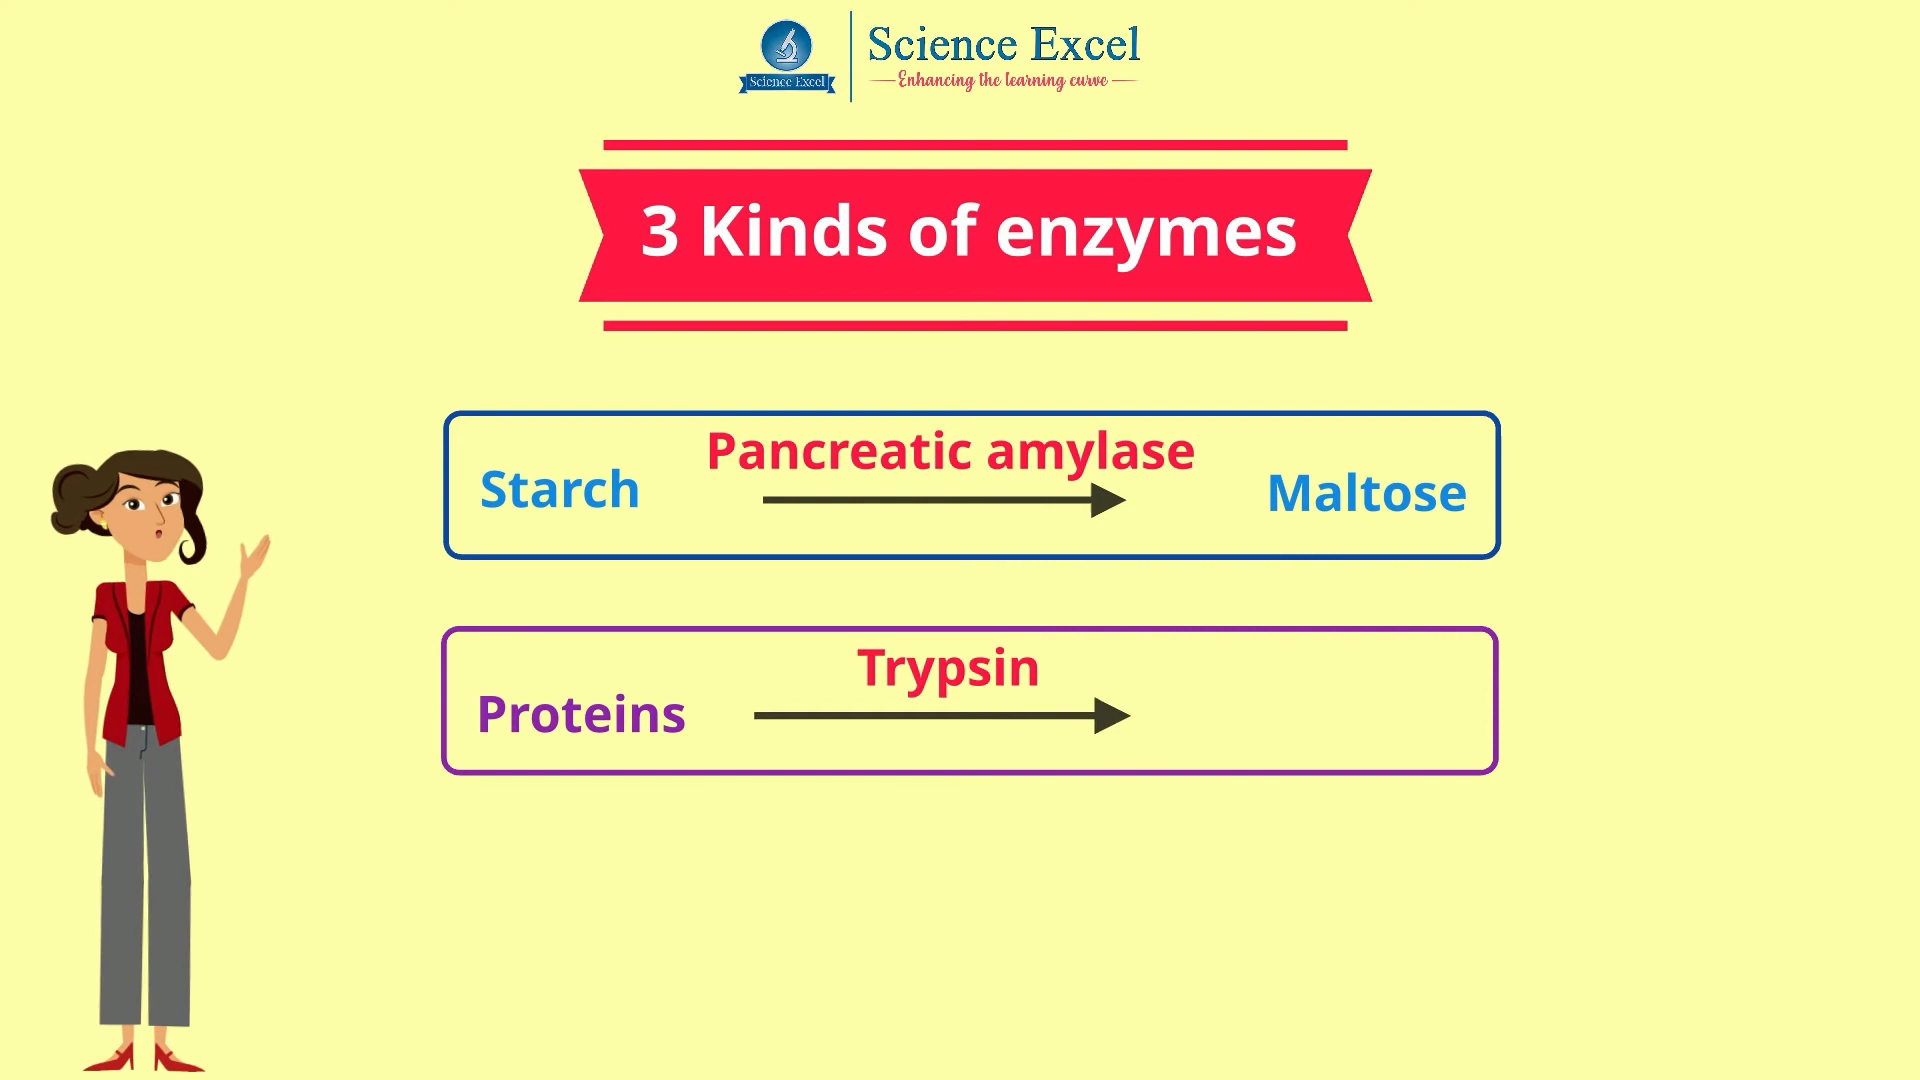 Science Excel
Science Excel
Enhancing the learning curve
3 Kinds of enzymes
Pancreatic amylase
Starch
Maltose
Trypsin
Proteins